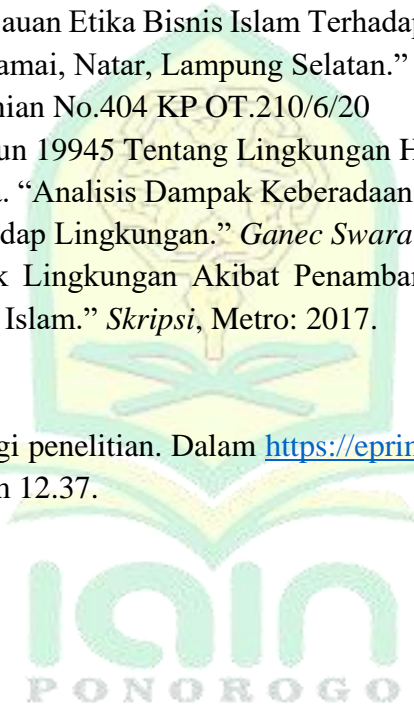 auan Etika Bisnis Islam Terhadap
amai, Natar, Lampung Selatan.”
nian No.404 KP OT.210/6/20
un 19945 Tentang Lingkungan H
a. “Analisis Dampak Keberadaan
dap Lingkungan.” Ganec Swara
k Lingkungan Akibat Penamban
Islam.” Skripsi, Metro: 2017.
gi penelitian. Dalam https://eprin
n 12.37.
iain
PONOROGO